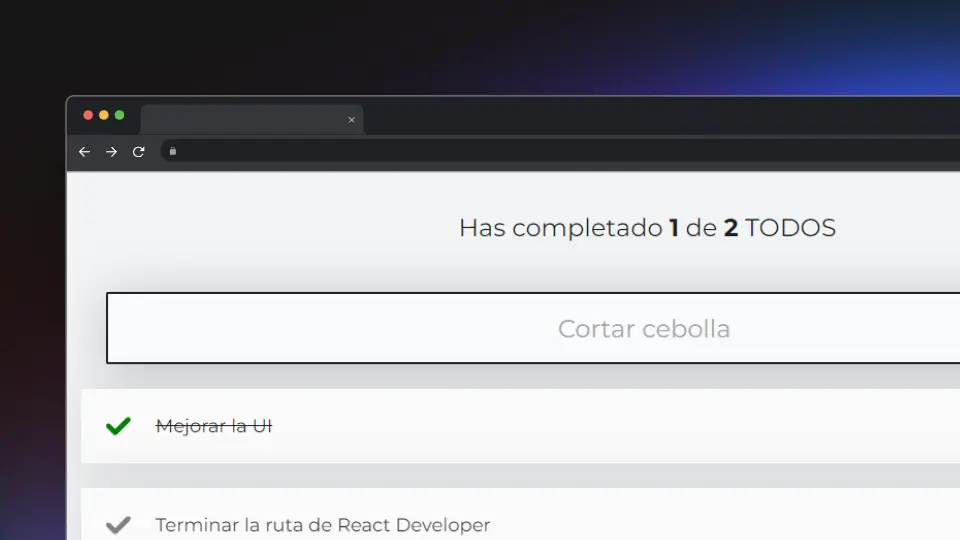 Has completado 1 de 2 TODOS
Cortar cebolla
Mejorar la UI
Terminar la ruta de React Developer